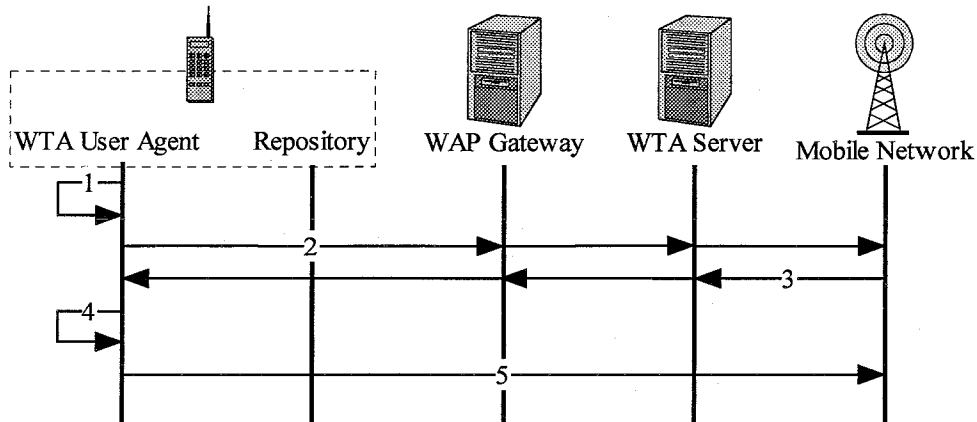 WTA User Agent
Repository
WAP Gateway
WTA Server
Mobile Network
1
2
3
4
5